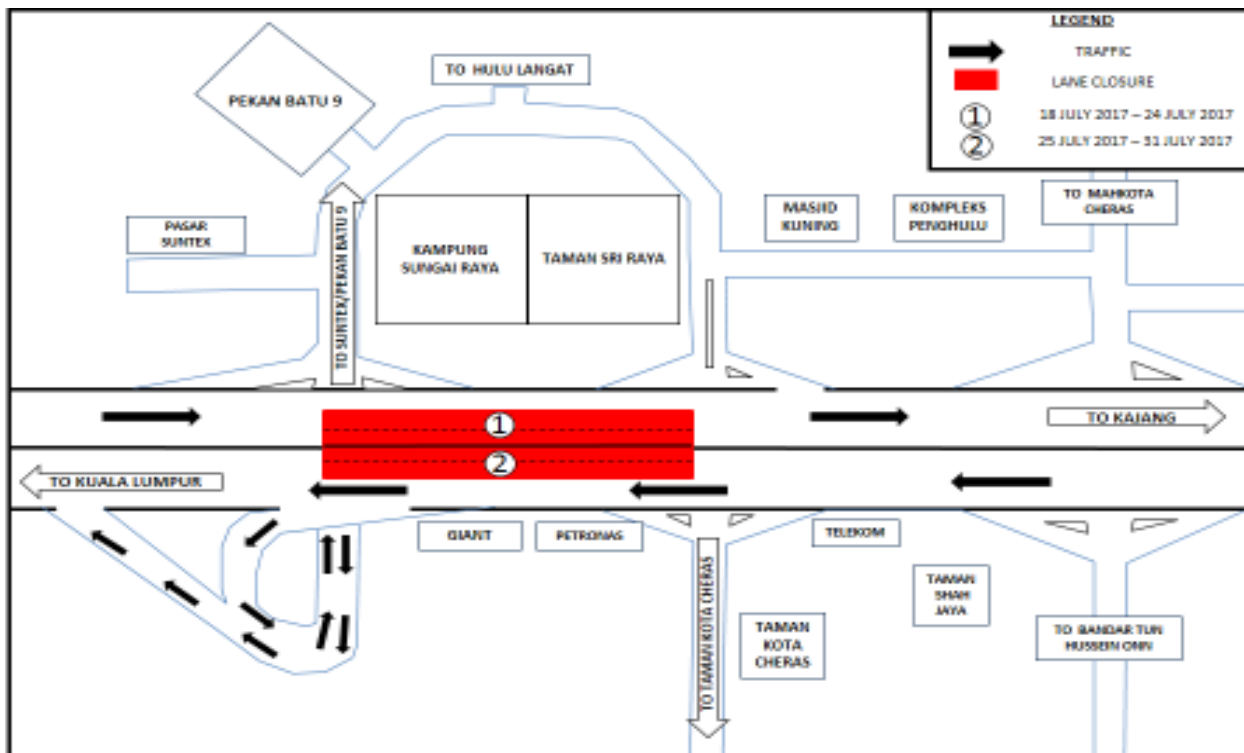 LEGEND
TRAFFIC
LANE CLOSURE
1
18 JULY 2017 – 24 JULY 2017
2
25 JULY 2017 – 31 JULY 2017
TO HULU LANGAT
PEKAN BATU 9
PASAR
SUNTEK
TO SUNTEX/PEKAN BATU 9
KAMPUNG
SUNGAI RAYA
TAMAN SRI RAYA
MASJID
KUNING
KOMPLEKS
PENGHULU
TO MAHKOTA
CHERAS
1
TO KAJANG
2
TO KUALA LUMPUR
GIANT
PETRONAS
TELEKOM
TO TAMAN KOTA CHERAS
TAMAN
KOTA
CHERAS
TAMAN
SHAH
JAYA
TO BANDAR TUN
HUSSEIN ONN